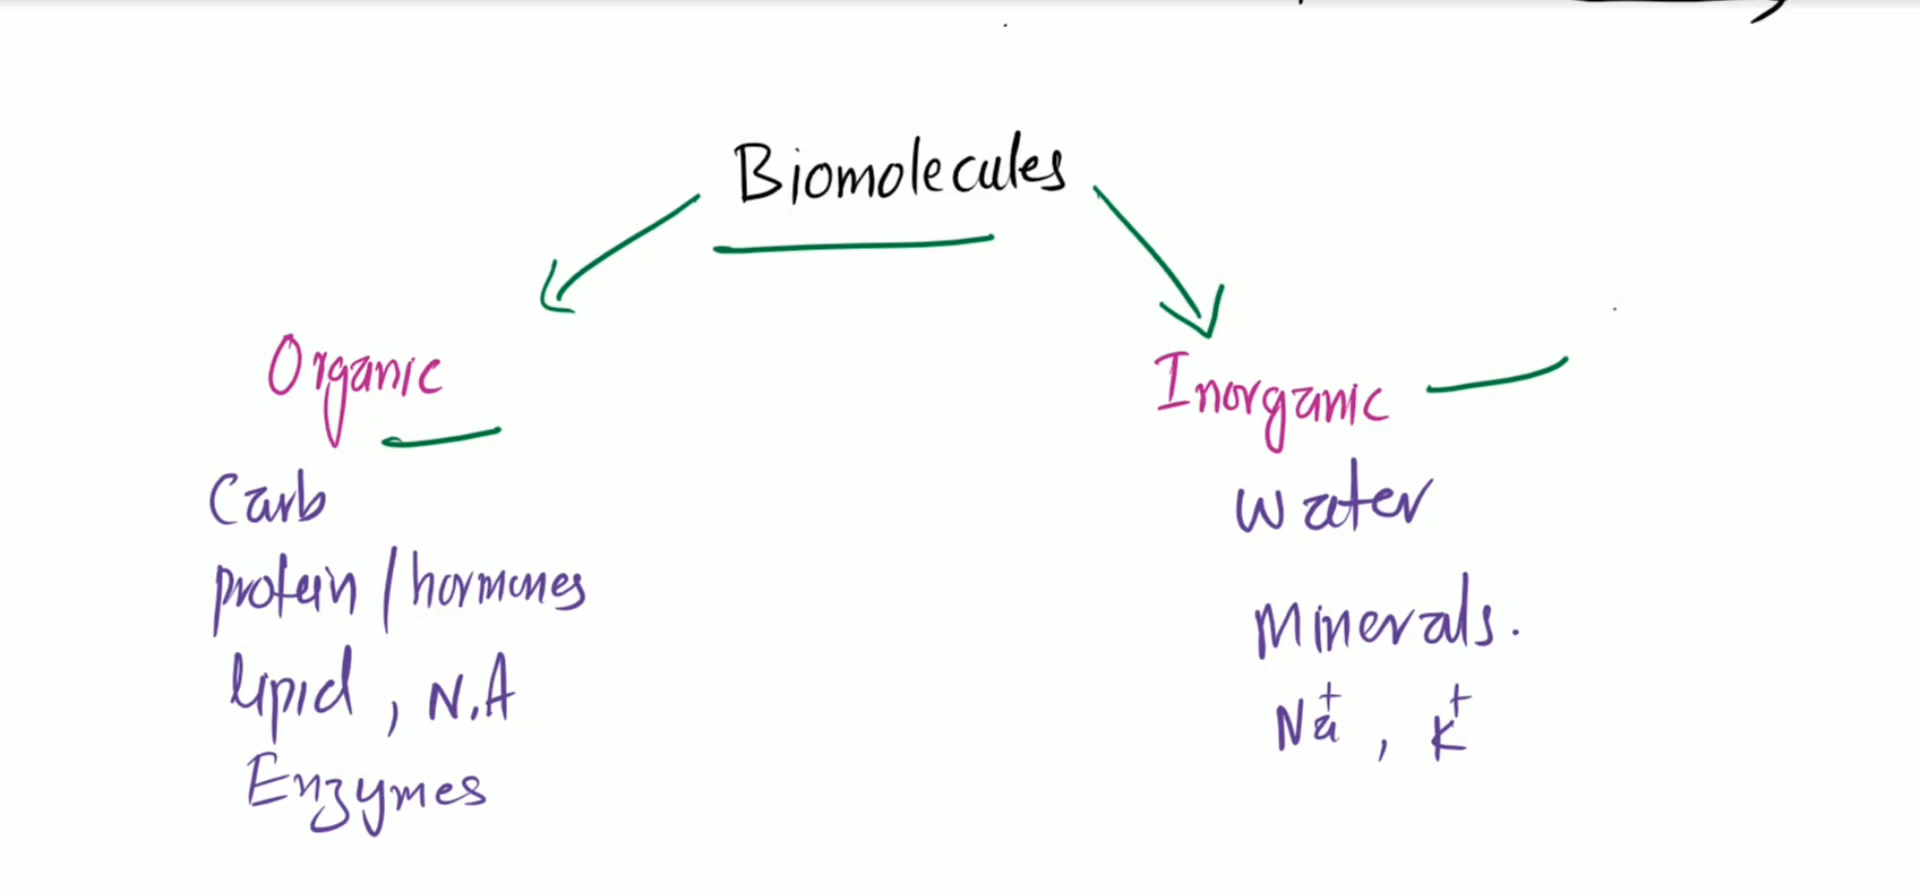 Biomolecules
Organic
Inorganic
Carb
water
protein / hormones
Minerals.
lipid , N.A
Na⁺ , K⁺
Enzymes